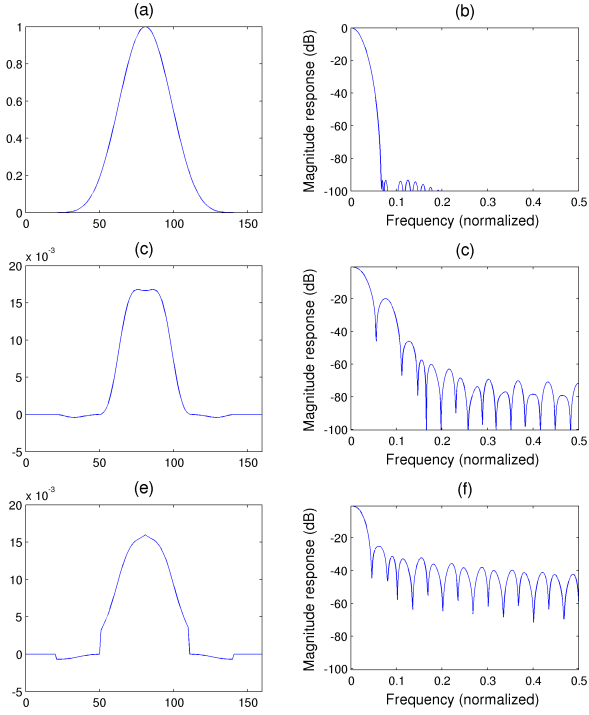 (a)
1
0.8
0.6
0.4
0.2
0
0 50 100 150
(b)
Magnitude response (dB)
0
-20
-40
-60
-80
-100
0 0.1 0.2 0.3 0.4 0.5
Frequency (normalized)
(c)
x 10-3
20
15
10
5
0
-5
0 50 100 150
(c)
Magnitude response (dB)
-20
-40
-60
-80
-100
0 0.1 0.2 0.3 0.4 0.5
Frequency (normalized)
(e)
x 10-3
20
15
10
5
0
-5
0 50 100 150
(f)
Magnitude response (dB)
-20
-40
-60
-80
-100
0 0.1 0.2 0.3 0.4 0.5
Frequency (normalized)